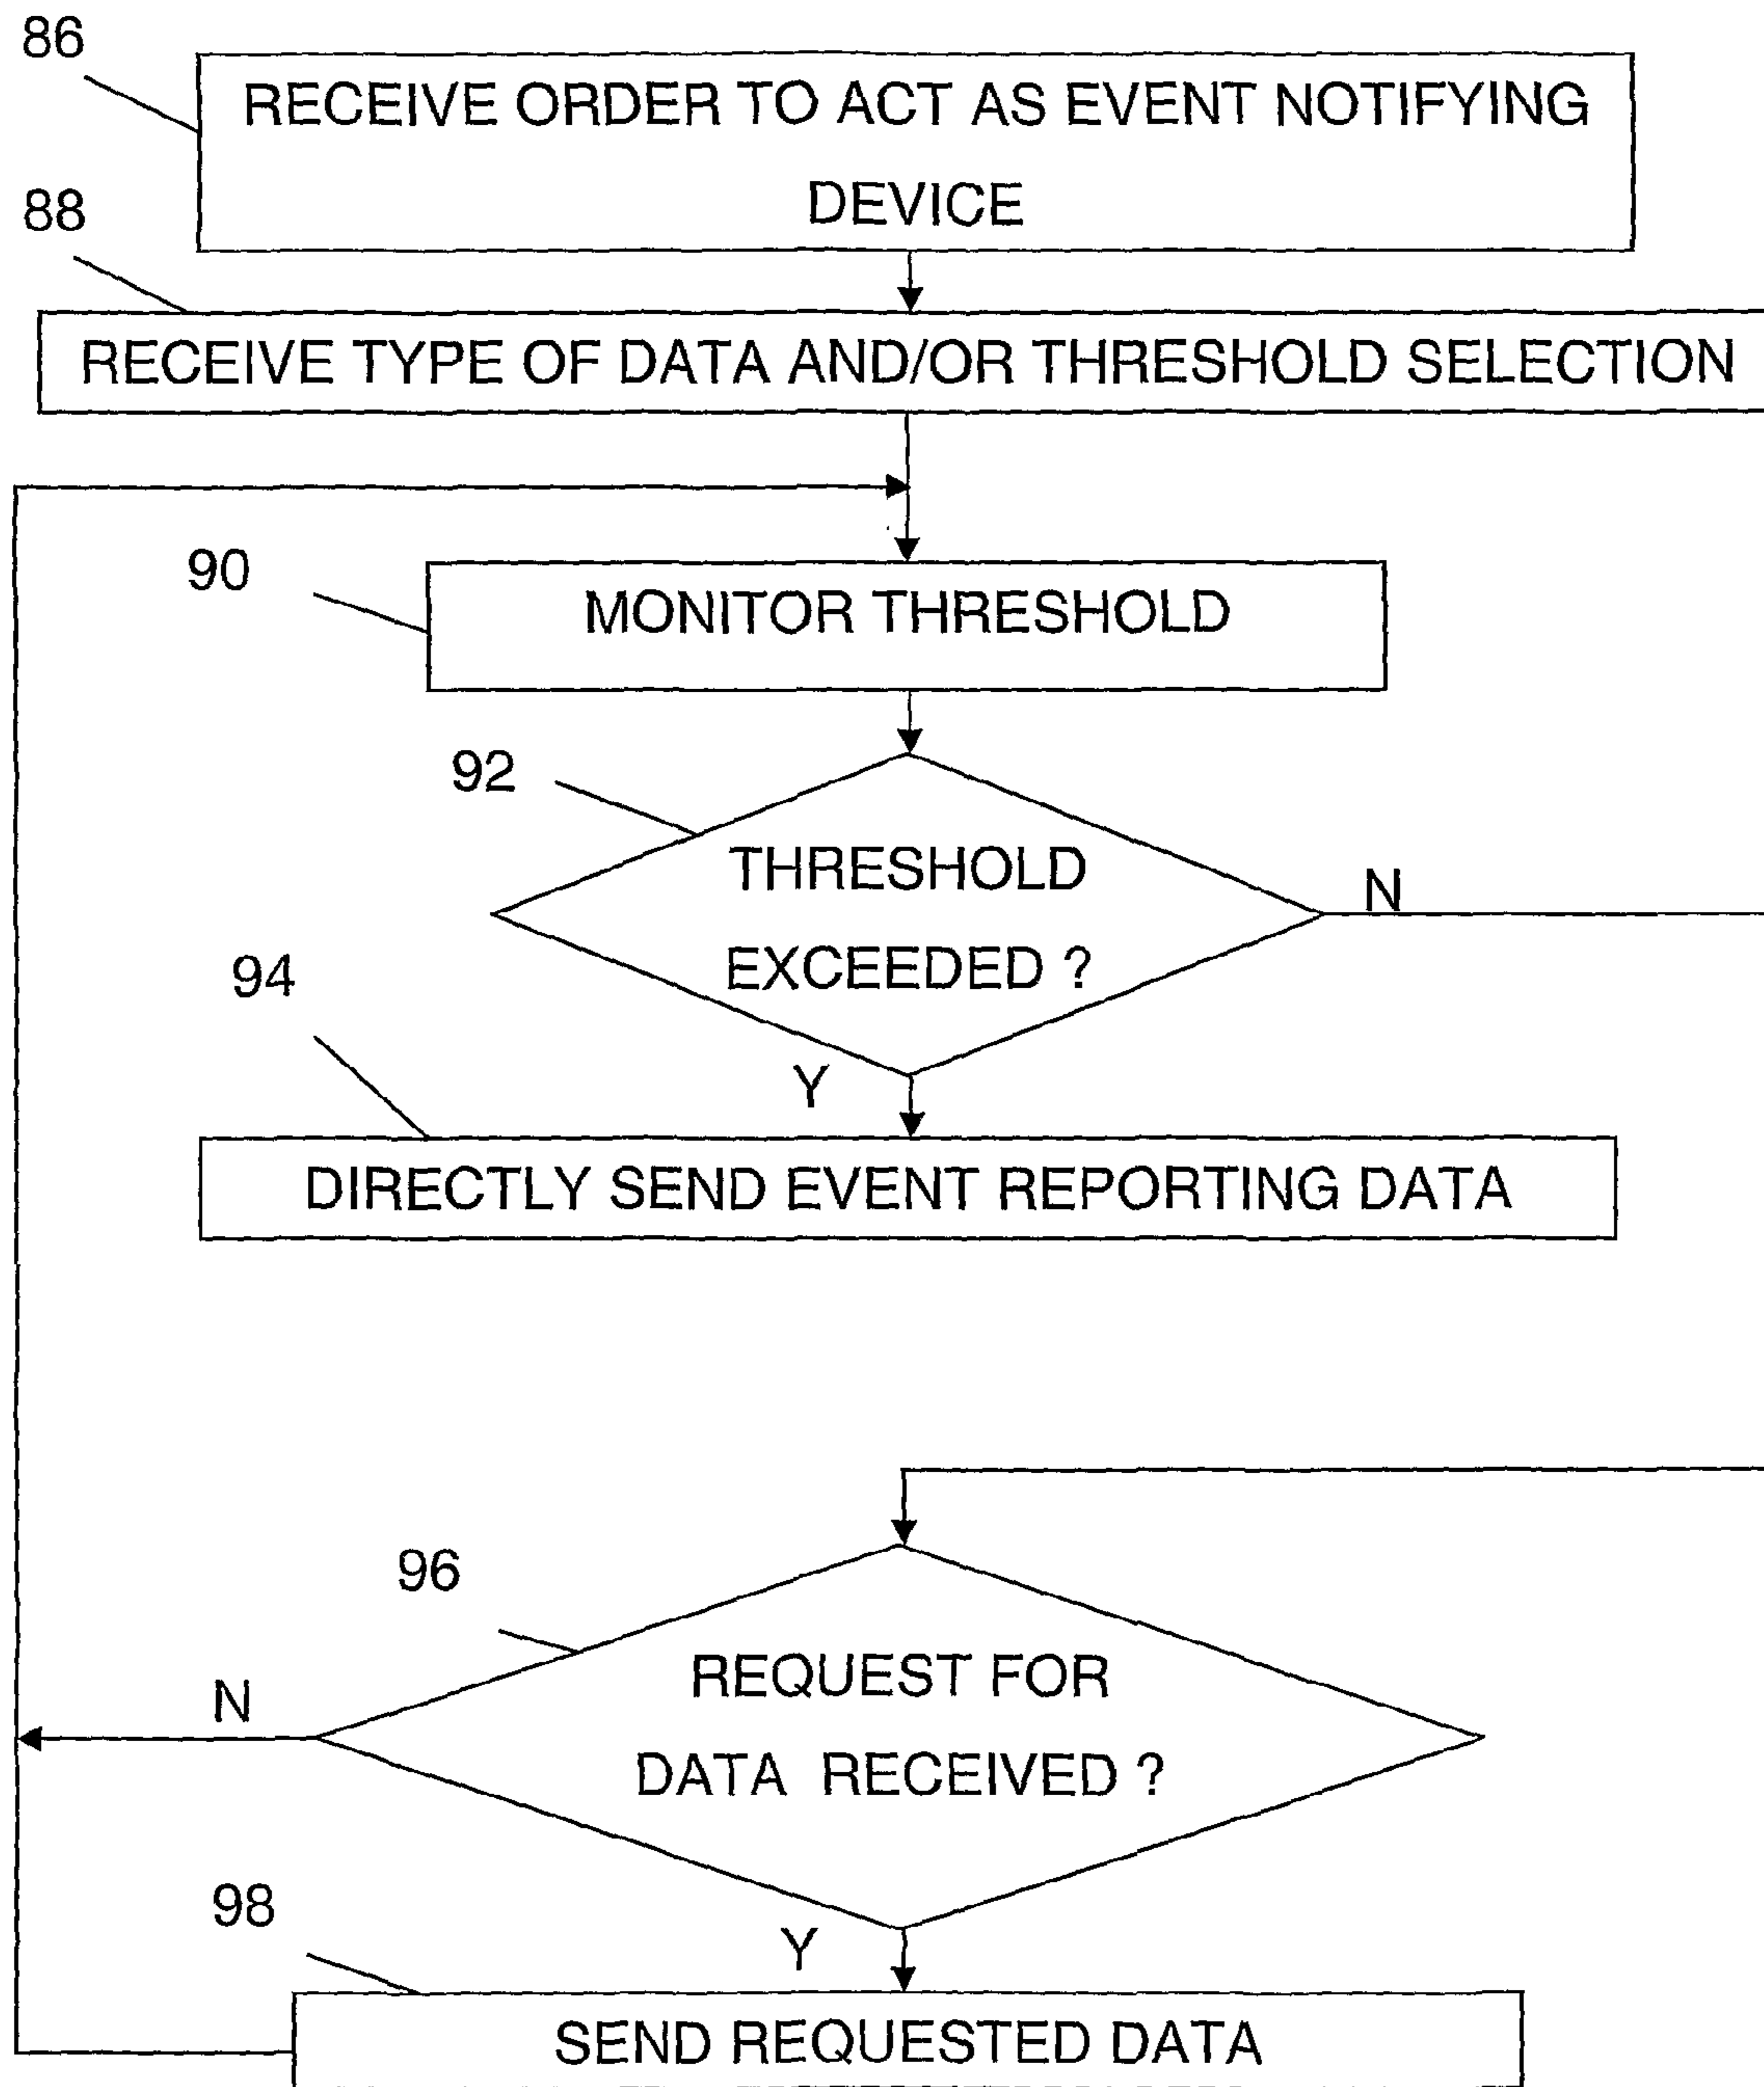 86
RECEIVE ORDER TO ACT AS EVENT NOTIFYING
DEVICE
88
RECEIVE TYPE OF DATA AND/OR THRESHOLD SELECTION
90
MONITOR THRESHOLD
92
THRESHOLD
EXCEEDED ?
N
94
Y
DIRECTLY SEND EVENT REPORTING DATA
96
REQUEST FOR
DATA RECEIVED ?
N
98
Y
SEND REQUESTED DATA